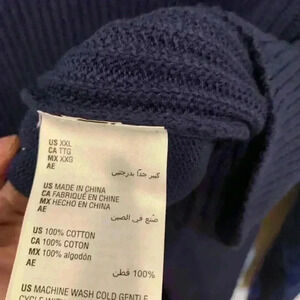 US XXL
CA TTG
MX XXG
AE
كبير جدًا بدرجتين
US MADE IN CHINA
CA FABRIQUÉ EN CHINE
MX HECHO EN CHINA
AE
صُنع في الصين
US 100% COTTON
CA 100% COTON
MX 100% algodón
AE
100% قطن
US MACHINE WASH COLD GENTLE